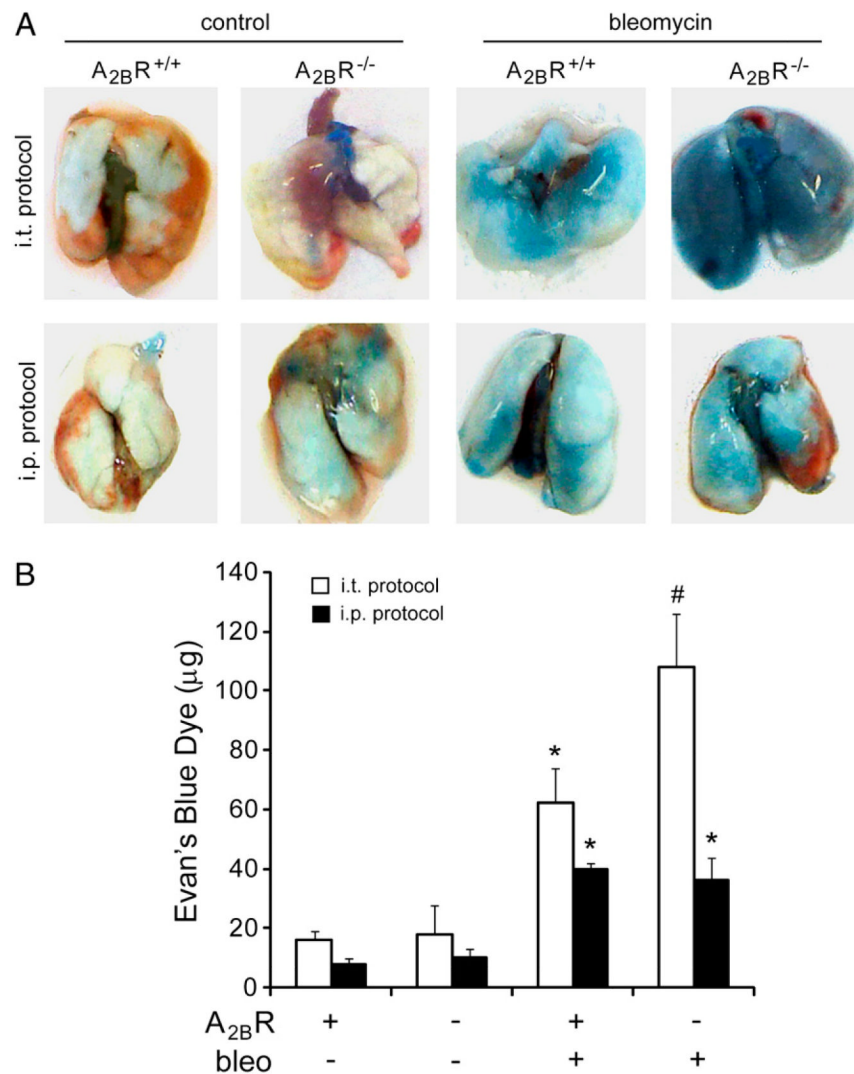 A
control bleomycin
A2BR+/+ A2BR-/- A2BR+/+ A2BR-/-
i.t. protocol
i.p. protocol
B
140
120
100
80
60
40
20
0
Evan's Blue Dye (µg)
i.t. protocol
i.p. protocol
* * # *
A2BR + - + -
bleo - - + +